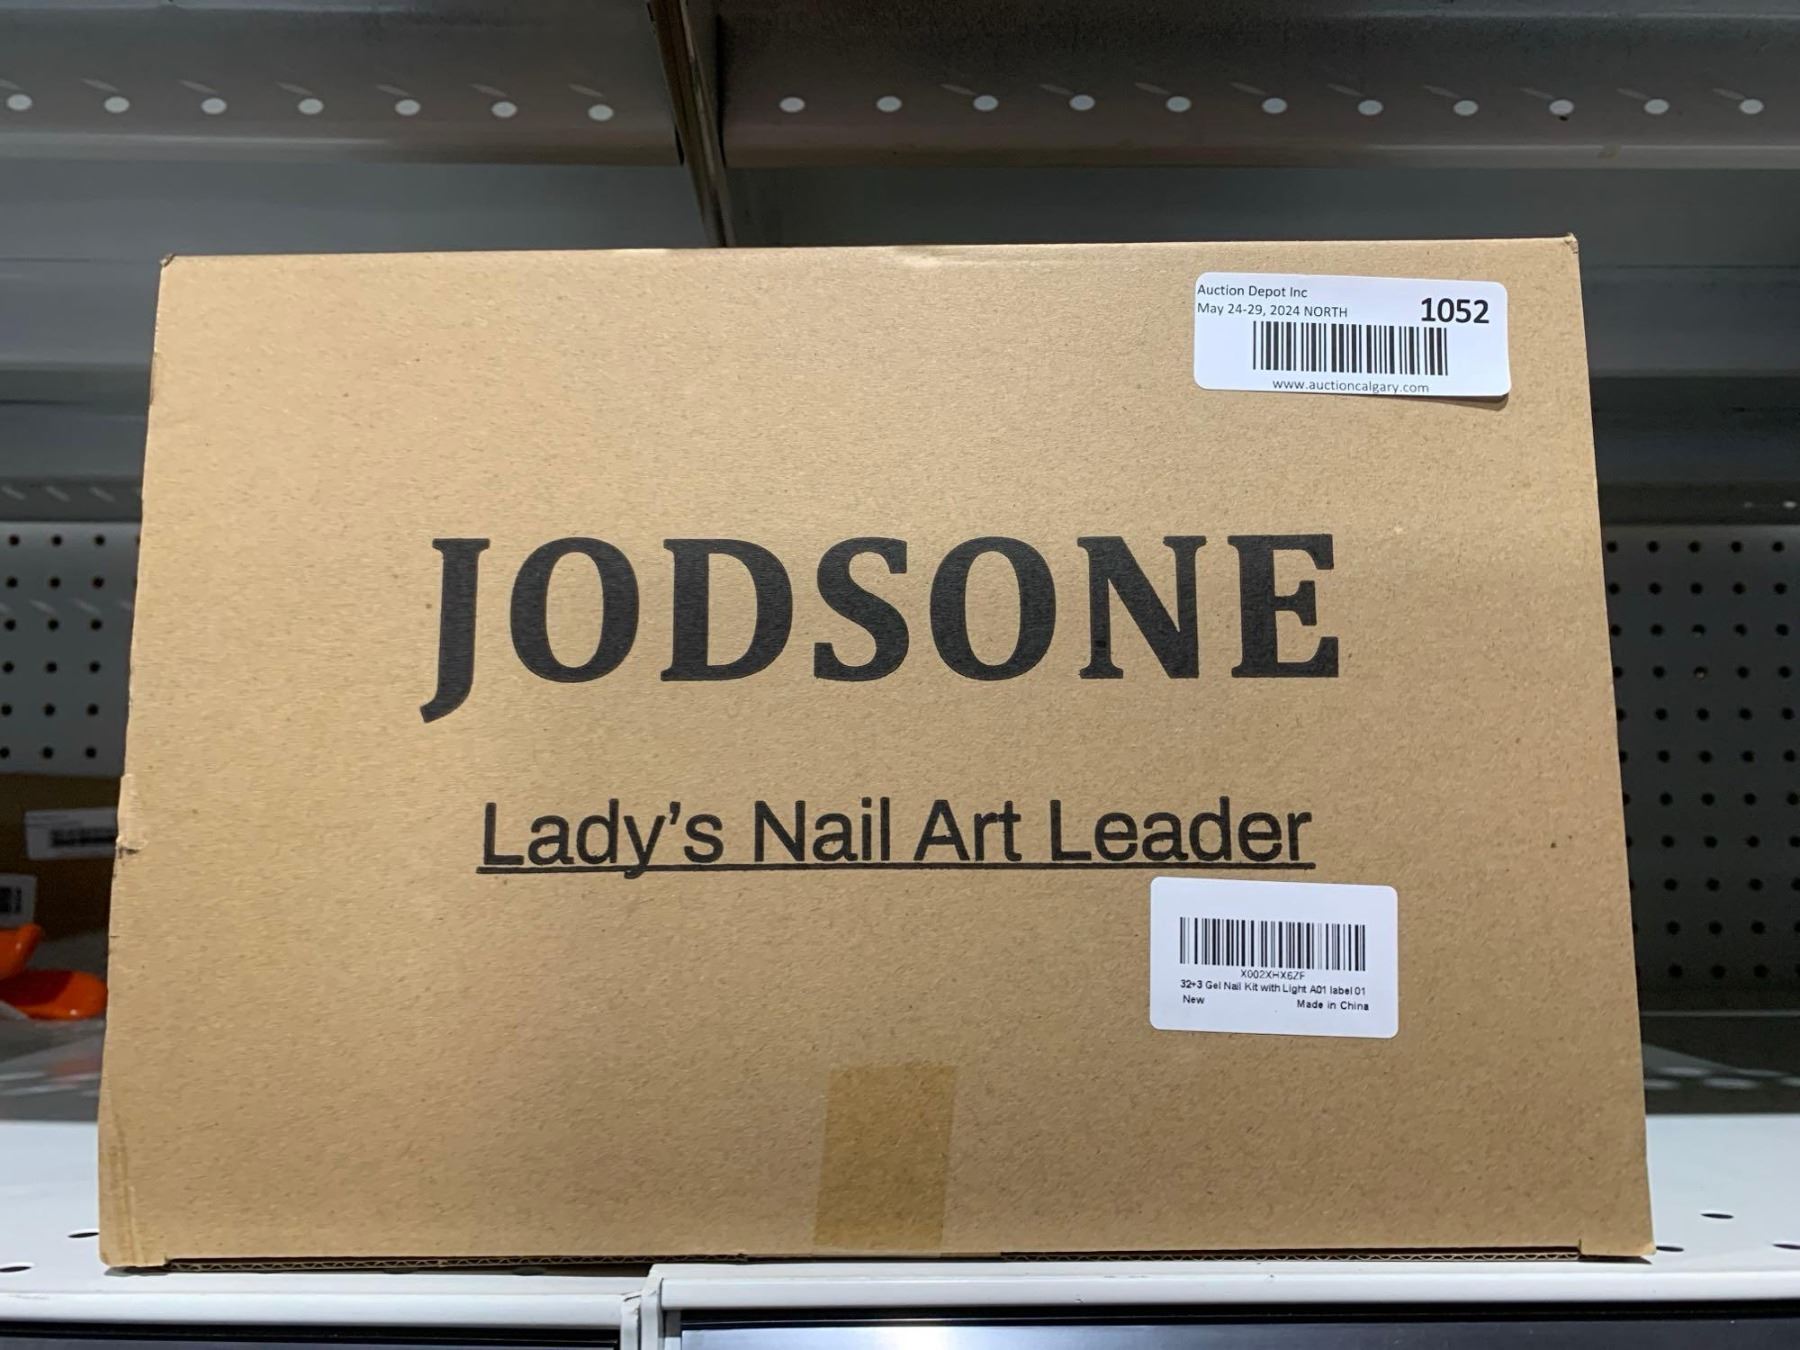 Auction Depot Inc
May 24-29, 2024 NORTH
1052
www.auctioncalgary.com
JODSONE
Lady's Nail Art Leader
X002XHX6ZF
32+3 Gel Nail Kit with Light A01 label 01
New
Made in China